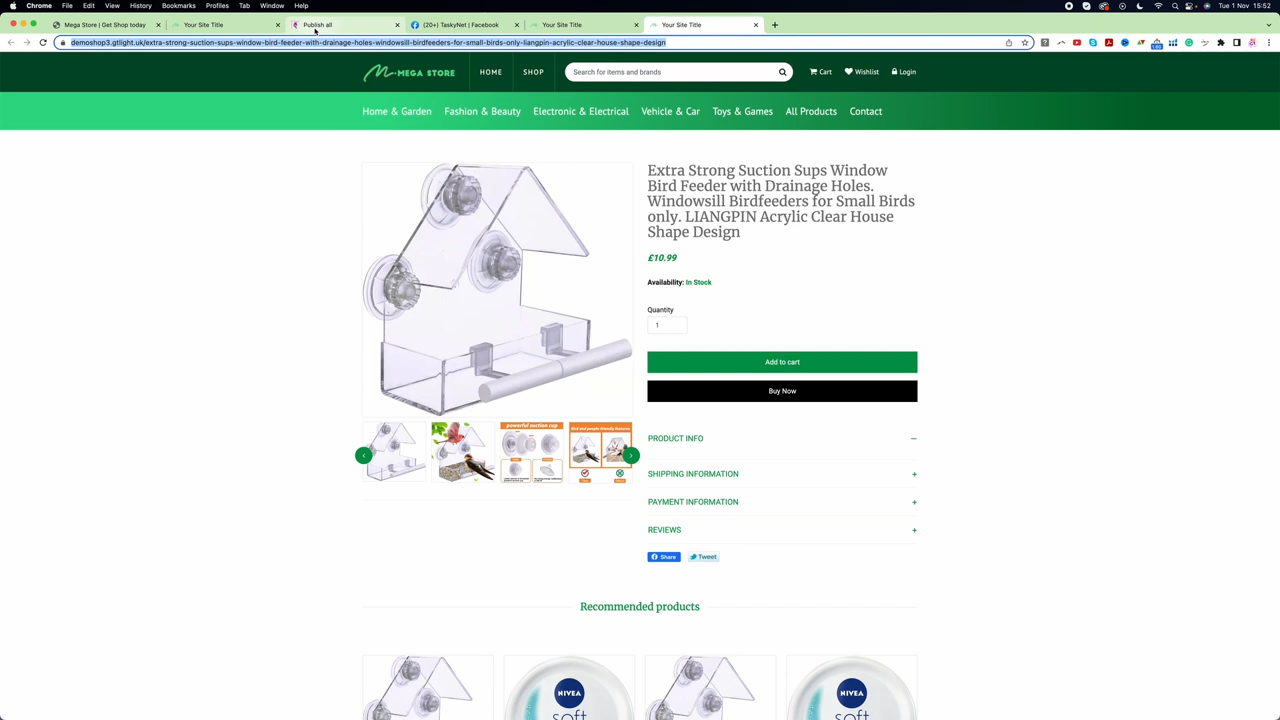 Chrome File Edit View History Bookmarks Profiles Tab Window Help
Tue 1 Nov 15:52
Mega Store | Get Shop today
Your Site Title
Publish all
(20+) TaskyNet | Facebook
Your Site Title
Your Site Title
demoshop3.gtlight.uk/extra-strong-suction-sups-window-bird-feeder-with-drainage-holes-windowsill-birdfeeders-for-small-birds-only-liangpin-acrylic-clear-house-shape-design
MEGA STORE
HOME
SHOP
Search for items and brands
Cart
Wishlist
Login
Home & Garden
Fashion & Beauty
Electronic & Electrical
Vehicle & Car
Toys & Games
All Products
Contact
Extra Strong Suction Sups Window
Bird Feeder with Drainage Holes.
Windowsill Birdfeeders for Small Birds
only. LIANGPIN Acrylic Clear House
Shape Design
£10.99
Availability: In Stock
Quantity
1
Add to cart
Buy Now
powerful suction cup
PRODUCT INFO
SHIPPING INFORMATION
PAYMENT INFORMATION
REVIEWS
Share
Tweet
Recommended products
NIVEA
soft
NIVEA
soft